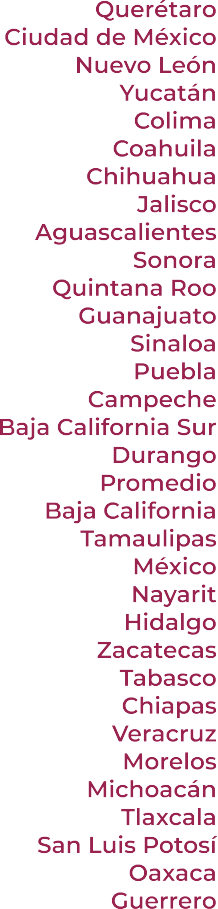 Querétaro
Ciudad de México
Nuevo León
Yucatán
Colima
Coahuila
Chihuahua
Jalisco
Aguascalientes
Sonora
Quintana Roo
Guanajuato
Sinaloa
Puebla
Campeche
Baja California Sur
Durango
Promedio
Baja California
Tamaulipas
México
Nayarit
Hidalgo
Zacatecas
Tabasco
Chiapas
Veracruz
Morelos
Michoacán
Tlaxcala
San Luis Potosí
Oaxaca
Guerrero